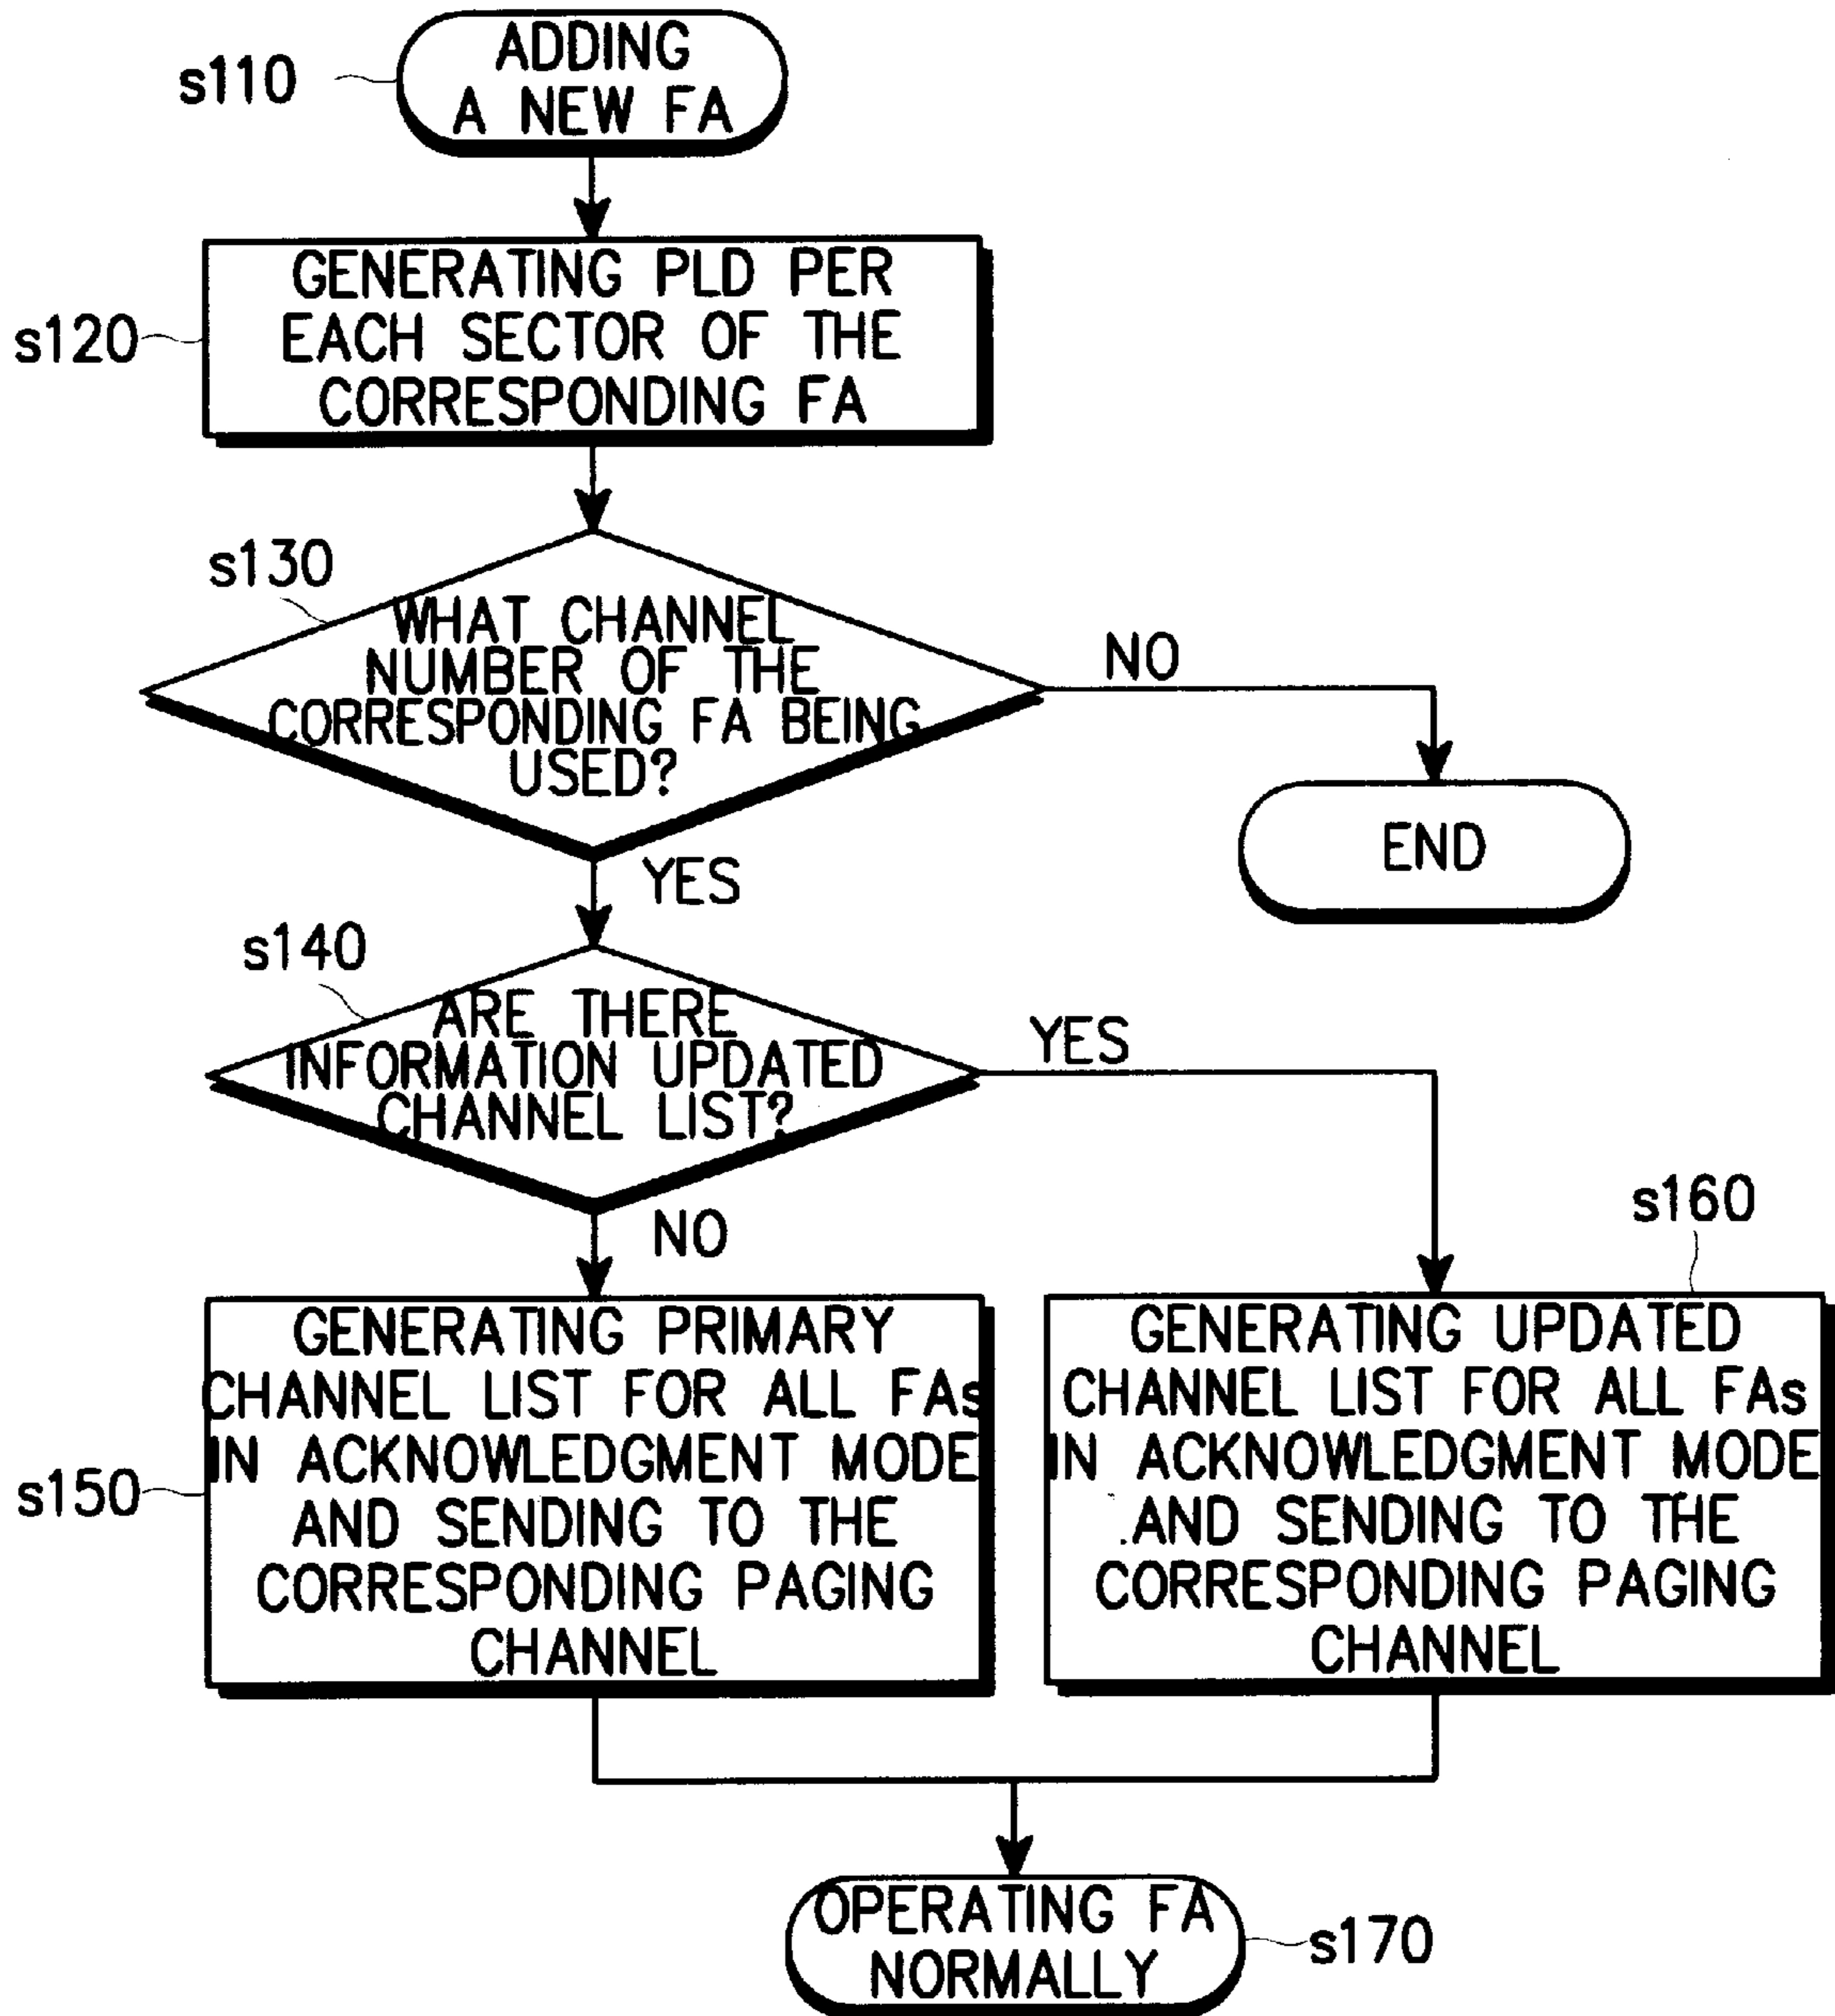 s110
ADDING
A NEW FA
s120
GENERATING PLD PER
EACH SECTOR OF THE
CORRESPONDING FA
s130
WHAT CHANNEL
NUMBER OF THE
CORRESPONDING FA BEING
USED?
NO
END
YES
s140
ARE THERE
INFORMATION UPDATED
CHANNEL LIST?
YES
NO
s150
GENERATING PRIMARY
CHANNEL LIST FOR ALL FAs
IN ACKNOWLEDGMENT MODE
AND SENDING TO THE
CORRESPONDING PAGING
CHANNEL
s160
GENERATING UPDATED
CHANNEL LIST FOR ALL FAs
IN ACKNOWLEDGMENT MODE
AND SENDING TO THE
CORRESPONDING PAGING
CHANNEL
OPERATING FA
NORMALLY
s170